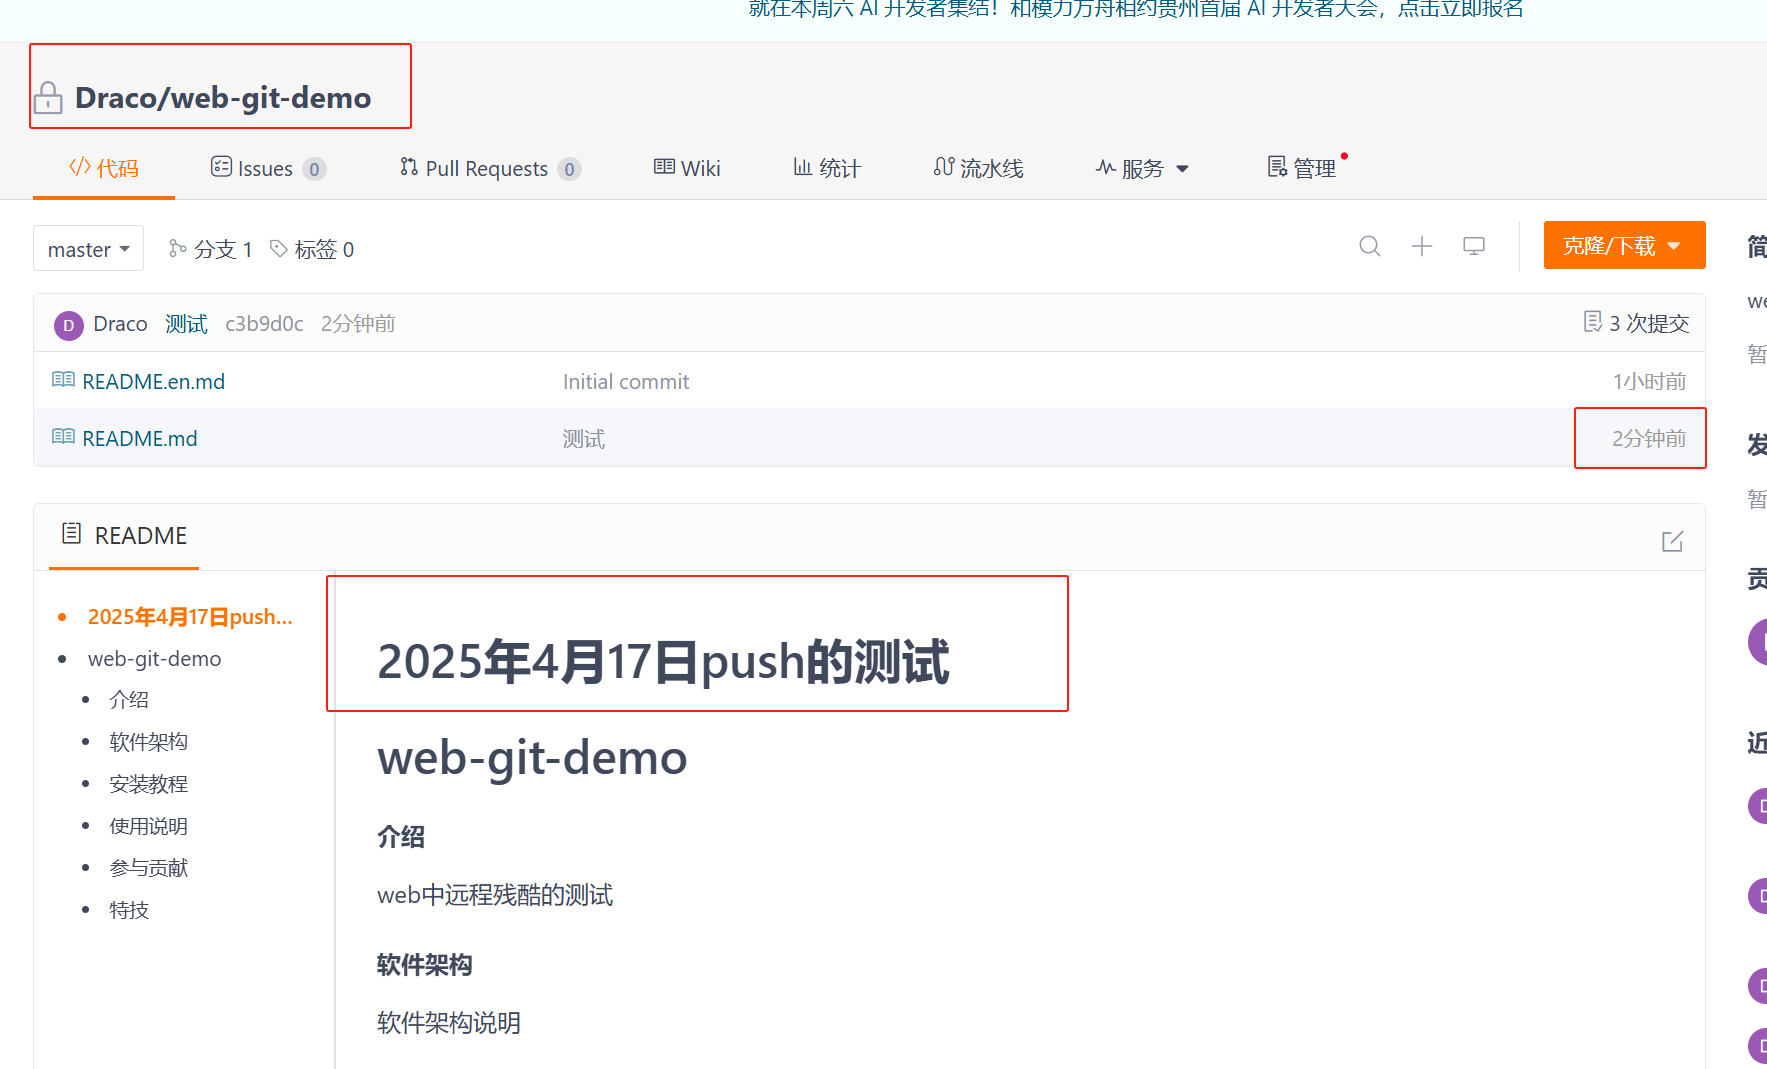 就在本周六 AI 开发者集结！和模力方舟相约贵州首届 AI 开发者大会，点击立即报名
Draco/web-git-demo
代码 Issues 0 Pull Requests 0 Wiki 统计 流水线 服务 管理
master 分支 1 标签 0 克隆/下载
简
D Draco 测试 c3b9d0c 2分钟前 3 次提交
README.en.md Initial commit 1小时前
暂
README.md 测试 2分钟前
发
暂
README
贡
2025年4月17日push...
web-git-demo
介绍
软件架构
安装教程
使用说明
参与贡献
特技
2025年4月17日push的测试
web-git-demo
介绍
web中远程残酷的测试
软件架构
软件架构说明
近